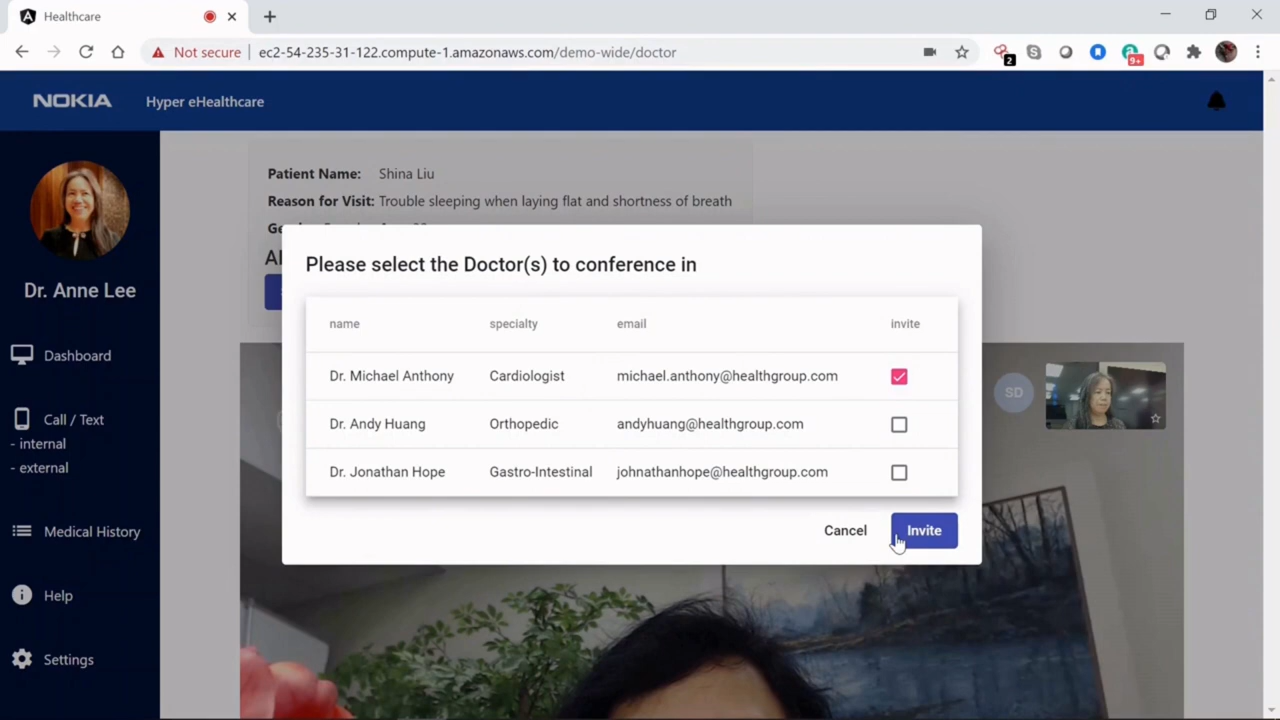 Healthcare
Not secure | ec2-54-235-31-122.compute-1.amazonaws.com/demo-wide/doctor
2
9+
NOKIA Hyper eHealthcare
Dr. Anne Lee
Dashboard
Call / Text
- internal
- external
Medical History
Help
Settings
Patient Name: Shina Liu
Reason for Visit: Trouble sleeping when laying flat and shortness of breath
Please select the Doctor(s) to conference in
name specialty email invite
Dr. Michael Anthony Cardiologist michael.anthony@healthgroup.com
Dr. Andy Huang Orthopedic andyhuang@healthgroup.com
Dr. Jonathan Hope Gastro-Intestinal johnathanhope@healthgroup.com
Cancel Invite
SD